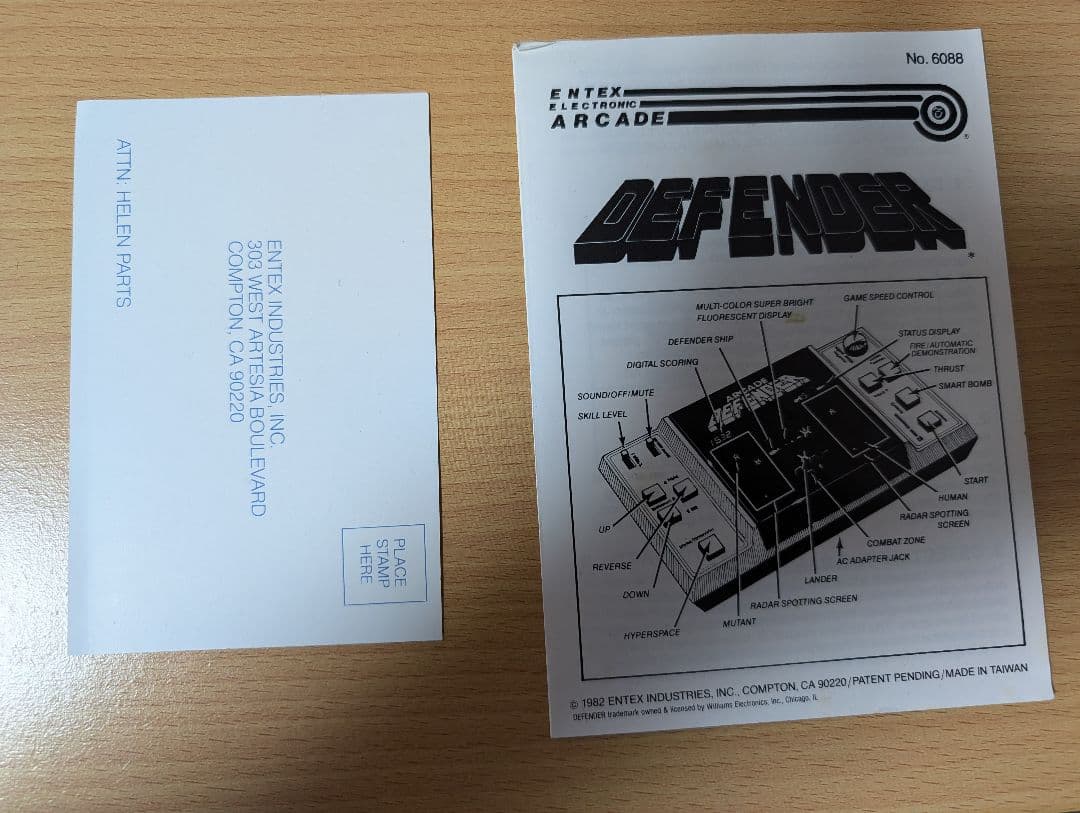 ATTN: HELEN PARTS
ENTEX INDUSTRIES, INC.
303 WEST ARTESIA BOULEVARD
COMPTON, CA 90220
PLACE
STAMP
HERE
No. 6088
ENTEX
ELECTRONIC
ARCADE
®
DEFENDER
*
MULTI-COLOR SUPER BRIGHT
FLUORESCENT DISPLAY
GAME SPEED CONTROL
DEFENDER SHIP
STATUS DISPLAY
FIRE/AUTOMATIC
DEMONSTRATION
DIGITAL SCORING
THRUST
SMART BOMB
SOUND/OFF/MUTE
SKILL LEVEL
ARCADE
DEFENDER
1532
START
HUMAN
UP
RADAR SPOTTING
SCREEN
COMBAT ZONE
AC ADAPTER JACK
REVERSE
LANDER
DOWN
RADAR SPOTTING SCREEN
MUTANT
HYPERSPACE
© 1982 ENTEX INDUSTRIES, INC., COMPTON, CA 90220/PATENT PENDING/MADE IN TAIWAN
DEFENDER trademark owned & licensed by Williams Electronics, Inc., Chicago, IL